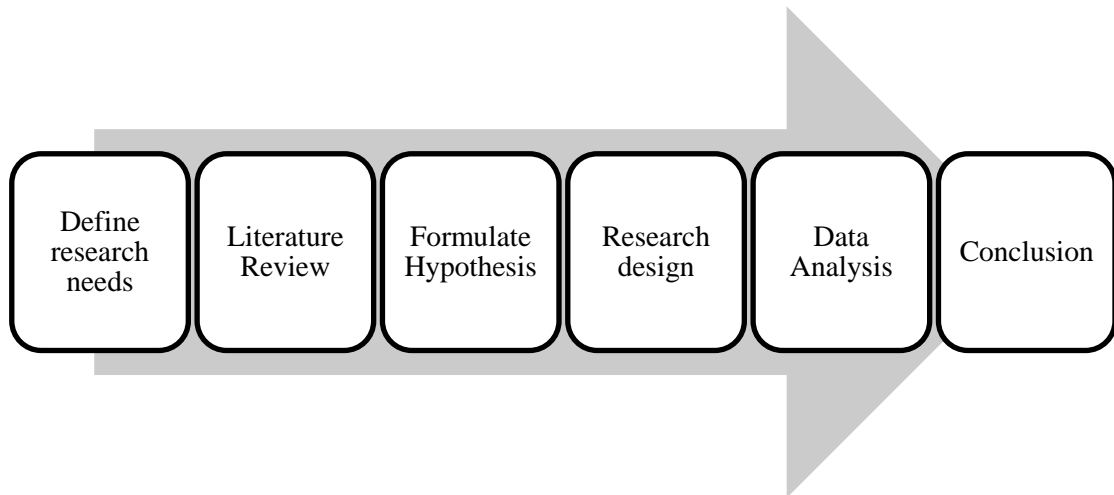 Define
research
needs
Literature
Review
Formulate
Hypothesis
Research
design
Data
Analysis
Conclusion